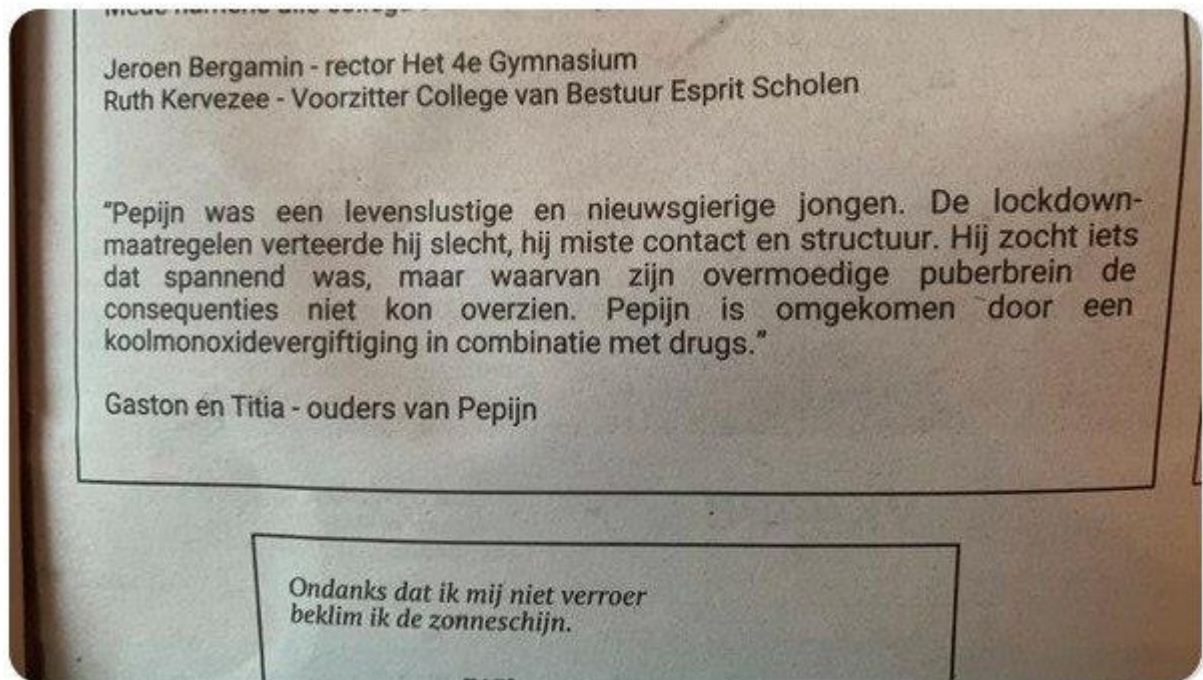 Jeroen Bergamin - rector Het 4e Gymnasium
Ruth Kervezee - Voorzitter College van Bestuur Esprit Scholen
"Pepijn was een levenslustige en nieuwsgierige jongen. De lockdown-
maatregelen verteerde hij slecht, hij miste contact en structuur. Hij zocht iets
dat spannend was, maar waarvan zijn overmoedige puberbrein de
consequenties niet kon overzien. Pepijn is omgekomen door een
koolmonoxidevergiftiging in combinatie met drugs."
Gaston en Titia - ouders van Pepijn
Ondanks dat ik mij niet verroer
beklim ik de zonneschijn.